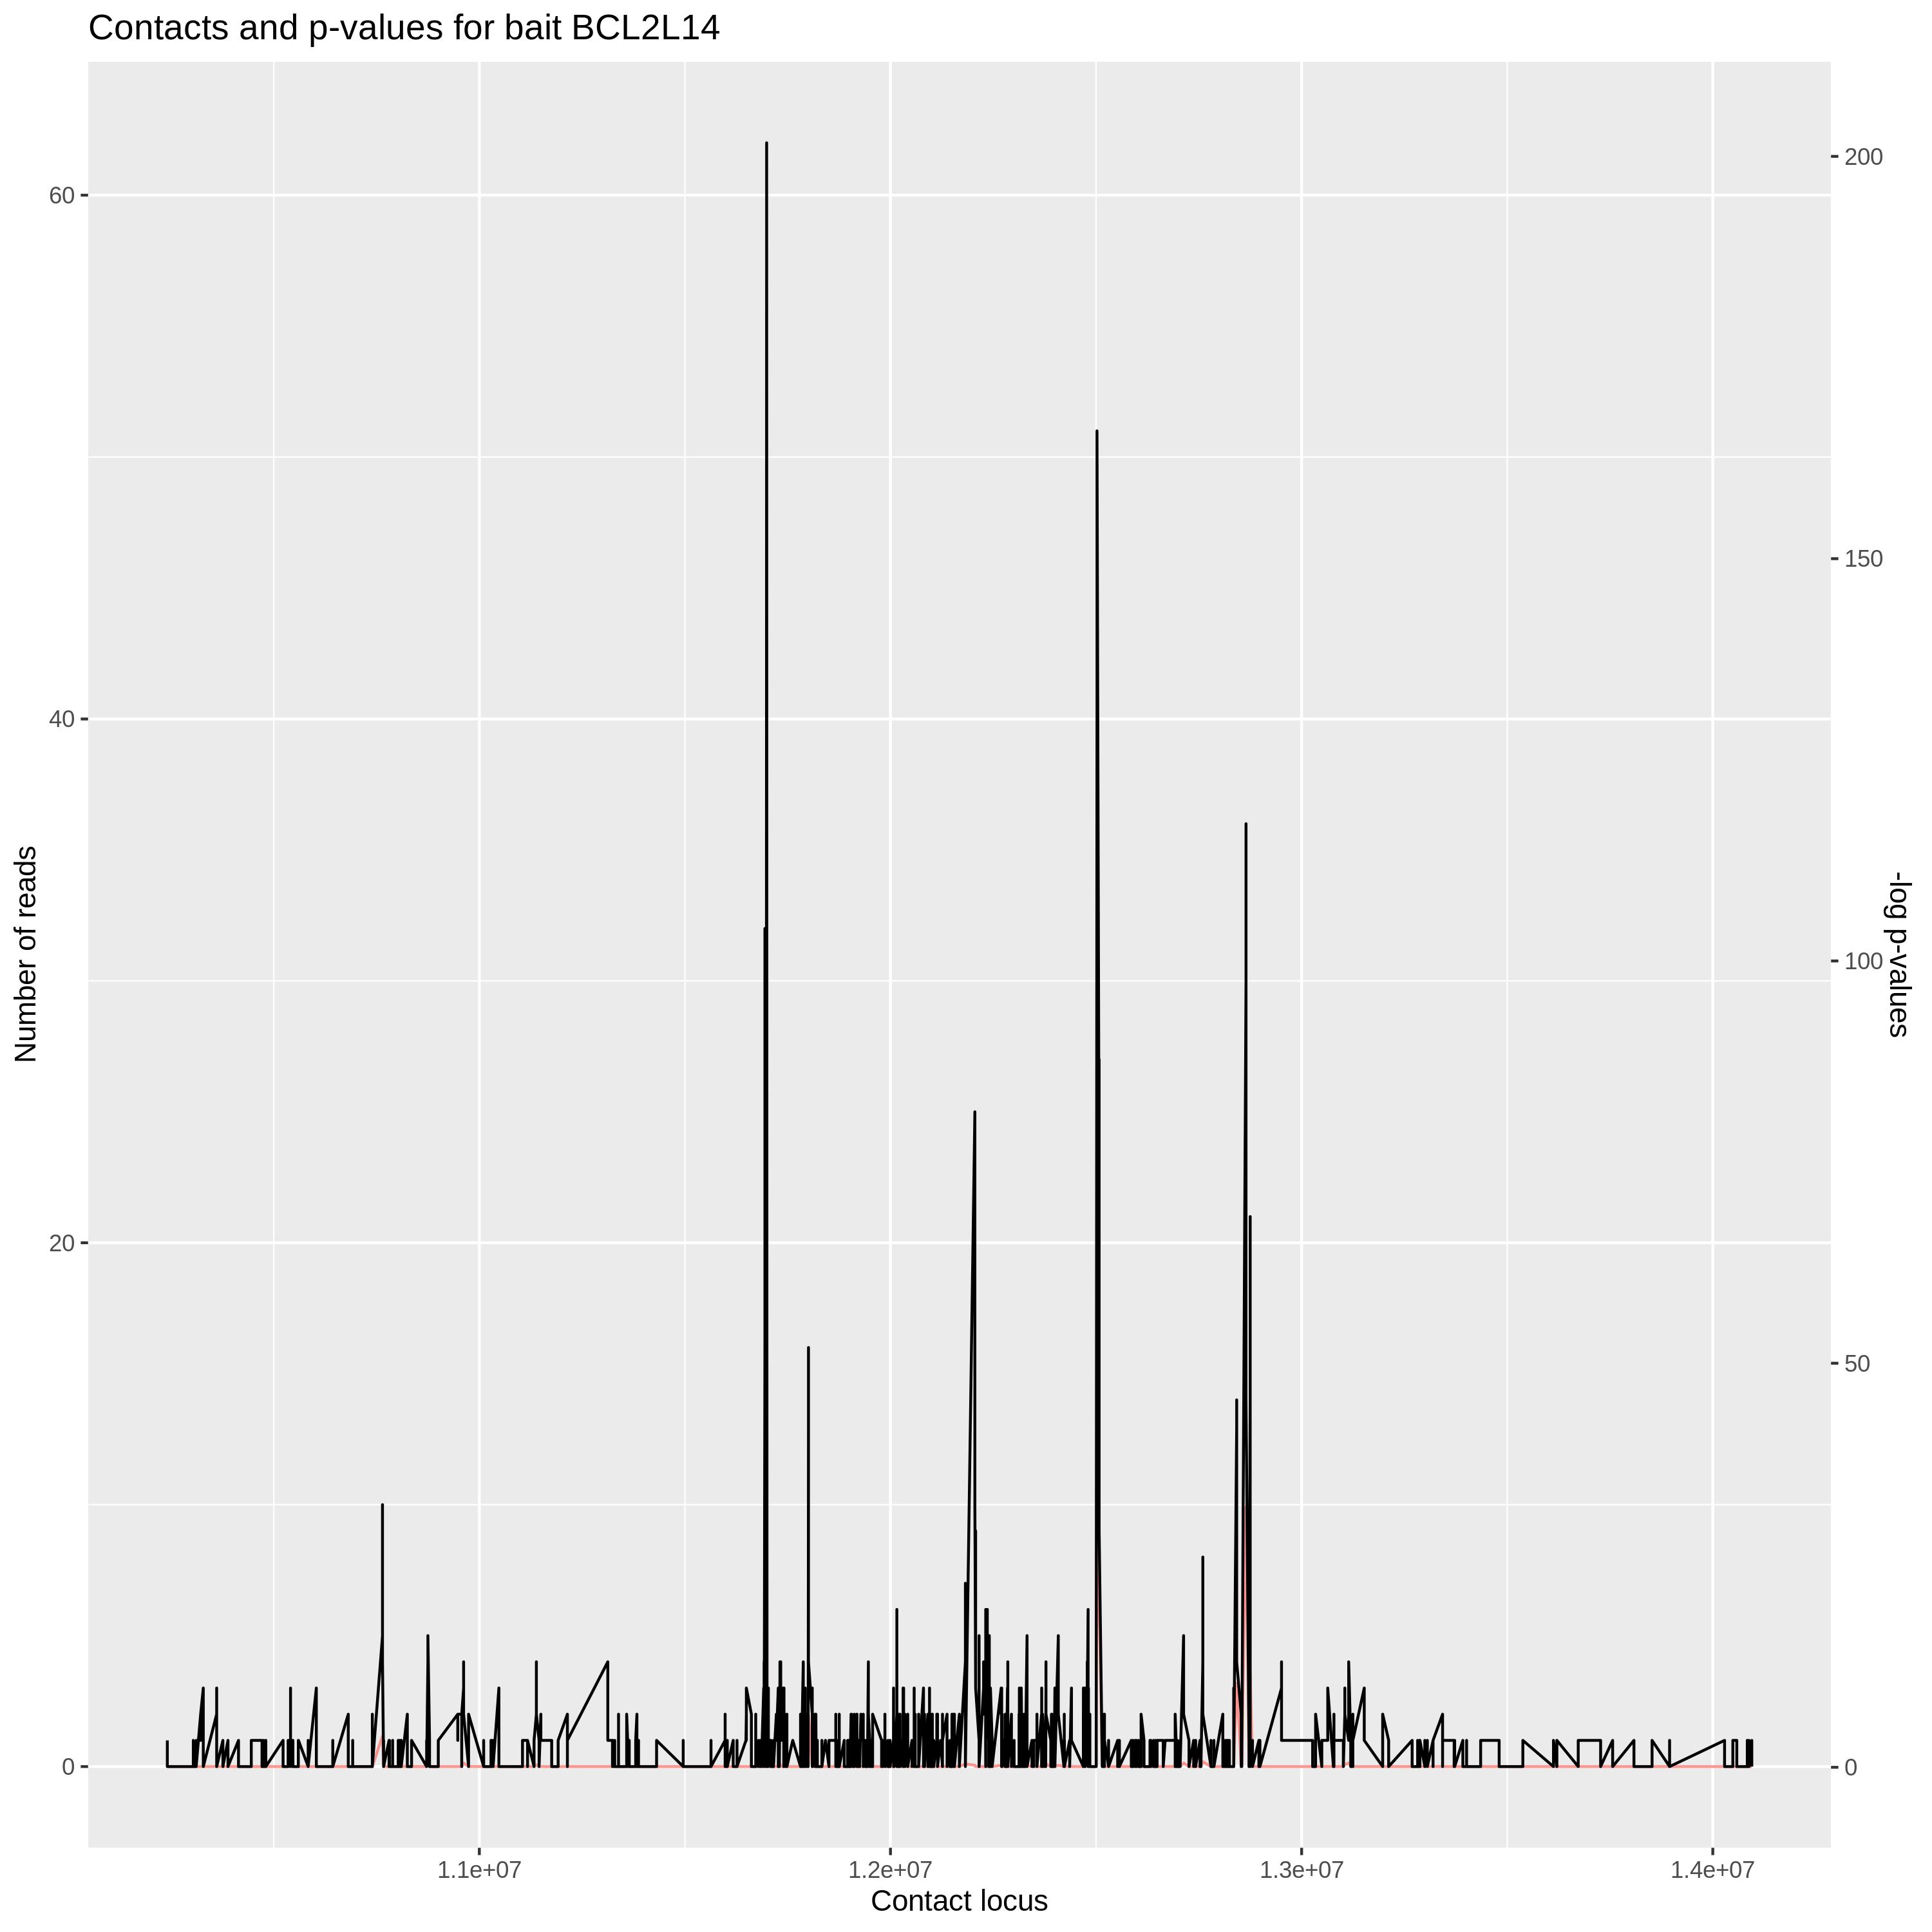 Contacts and p-values for bait BCL2L14
60
40
20
0
200
150
100
50
0
Number of reads
-log p-values
1.1e+07
1.2e+07
1.3e+07
1.4e+07
Contact locus